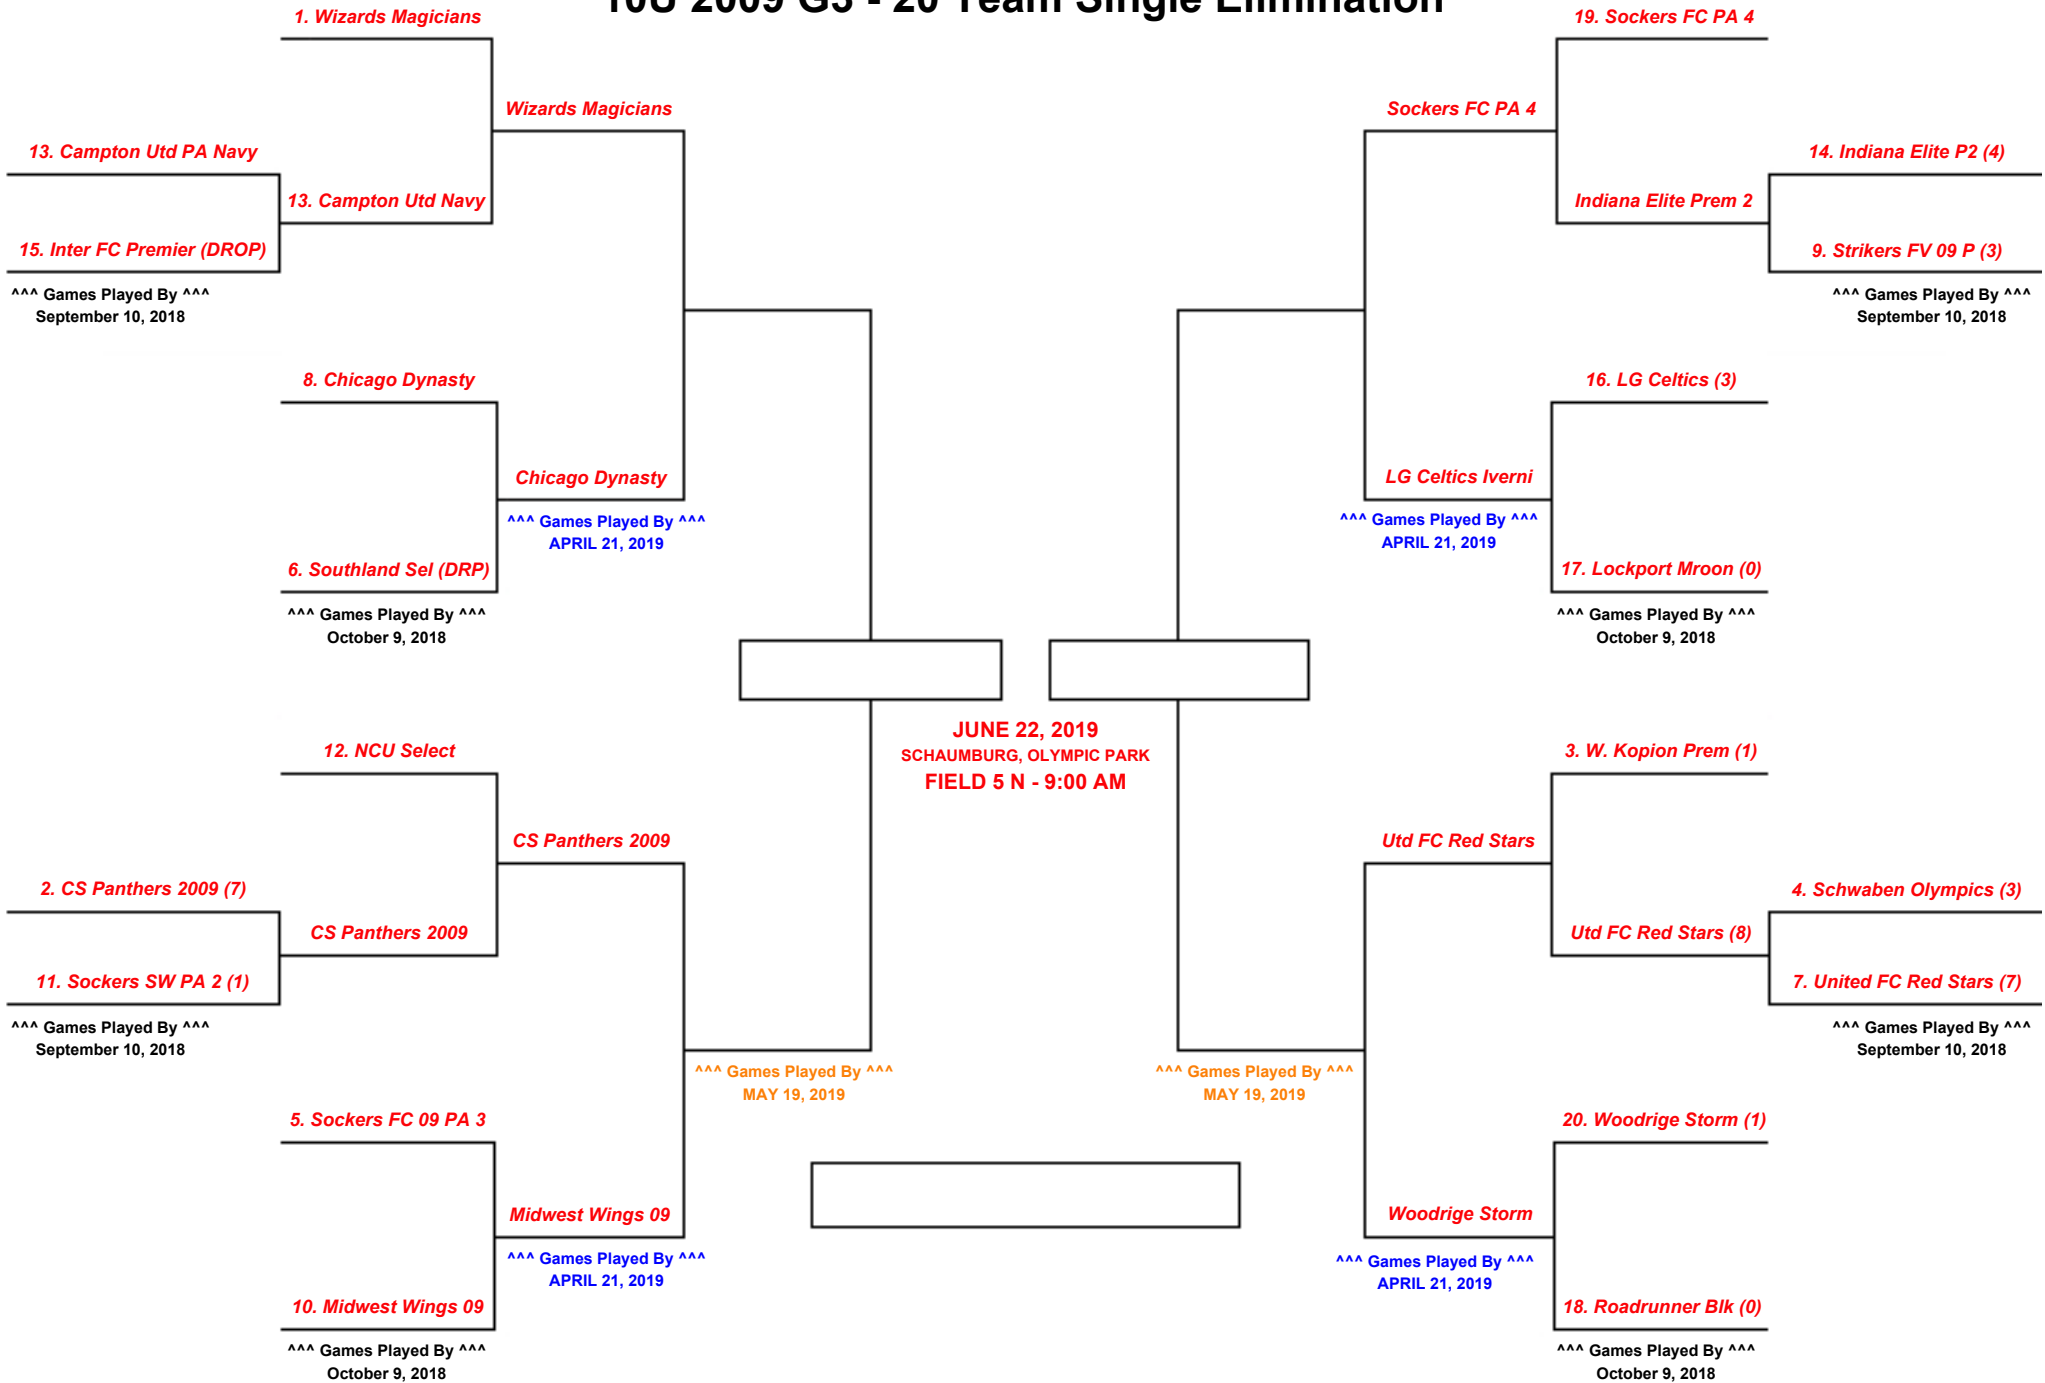 10U 2009 G3 - 20 Team Single Elimination
1. Wizards Magicians
19. Sockers FC PA 4
Wizards Magicians
Sockers FC PA 4
13. Campton Utd PA Navy
14. Indiana Elite P2 (4)
13. Campton Utd Navy
Indiana Elite Prem 2
15. Inter FC Premier (DROP)
9. Strikers FV 09 P (3)
^^^ Games Played By ^^^
September 10, 2018
^^^ Games Played By ^^^
September 10, 2018
8. Chicago Dynasty
16. LG Celtics (3)
Chicago Dynasty
LG Celtics Iverni
^^^ Games Played By ^^^
APRIL 21, 2019
^^^ Games Played By ^^^
APRIL 21, 2019
6. Southland Sel (DRP)
17. Lockport Mroon (0)
^^^ Games Played By ^^^
October 9, 2018
^^^ Games Played By ^^^
October 9, 2018
JUNE 22, 2019
SCHAUMBURG, OLYMPIC PARK
FIELD 5 N - 9:00 AM
12. NCU Select
3. W. Kopion Prem (1)
CS Panthers 2009
Utd FC Red Stars
2. CS Panthers 2009 (7)
4. Schwaben Olympics (3)
CS Panthers 2009
Utd FC Red Stars (8)
11. Sockers SW PA 2 (1)
7. United FC Red Stars (7)
^^^ Games Played By ^^^
September 10, 2018
^^^ Games Played By ^^^
September 10, 2018
^^^ Games Played By ^^^
MAY 19, 2019
^^^ Games Played By ^^^
MAY 19, 2019
5. Sockers FC 09 PA 3
20. Woodrige Storm (1)
Midwest Wings 09
Woodrige Storm
^^^ Games Played By ^^^
APRIL 21, 2019
^^^ Games Played By ^^^
APRIL 21, 2019
10. Midwest Wings 09
18. Roadrunner Blk (0)
^^^ Games Played By ^^^
October 9, 2018
^^^ Games Played By ^^^
October 9, 2018